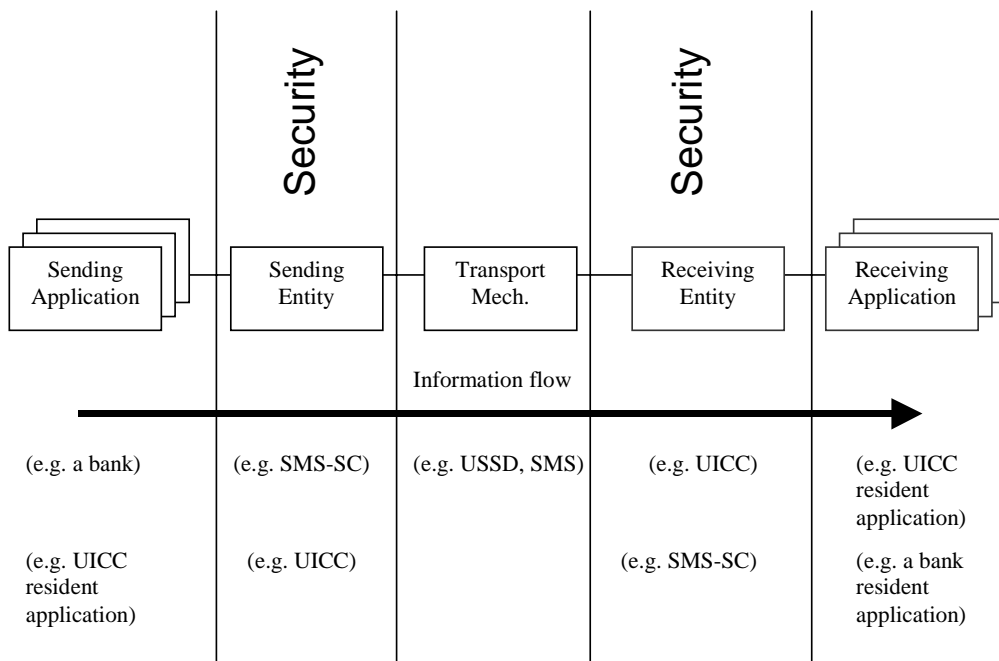 Security
Security
Sending
Application
Sending
Entity
Transport
Mech.
Receiving
Entity
Receiving
Application
Information flow
(e.g. a bank)
(e.g. SMS-SC)
(e.g. USSD, SMS)
(e.g. UICC)
(e.g. UICC
resident
application)
(e.g. UICC
resident
application)
(e.g. UICC)
(e.g. SMS-SC)
(e.g. a bank
resident
application)